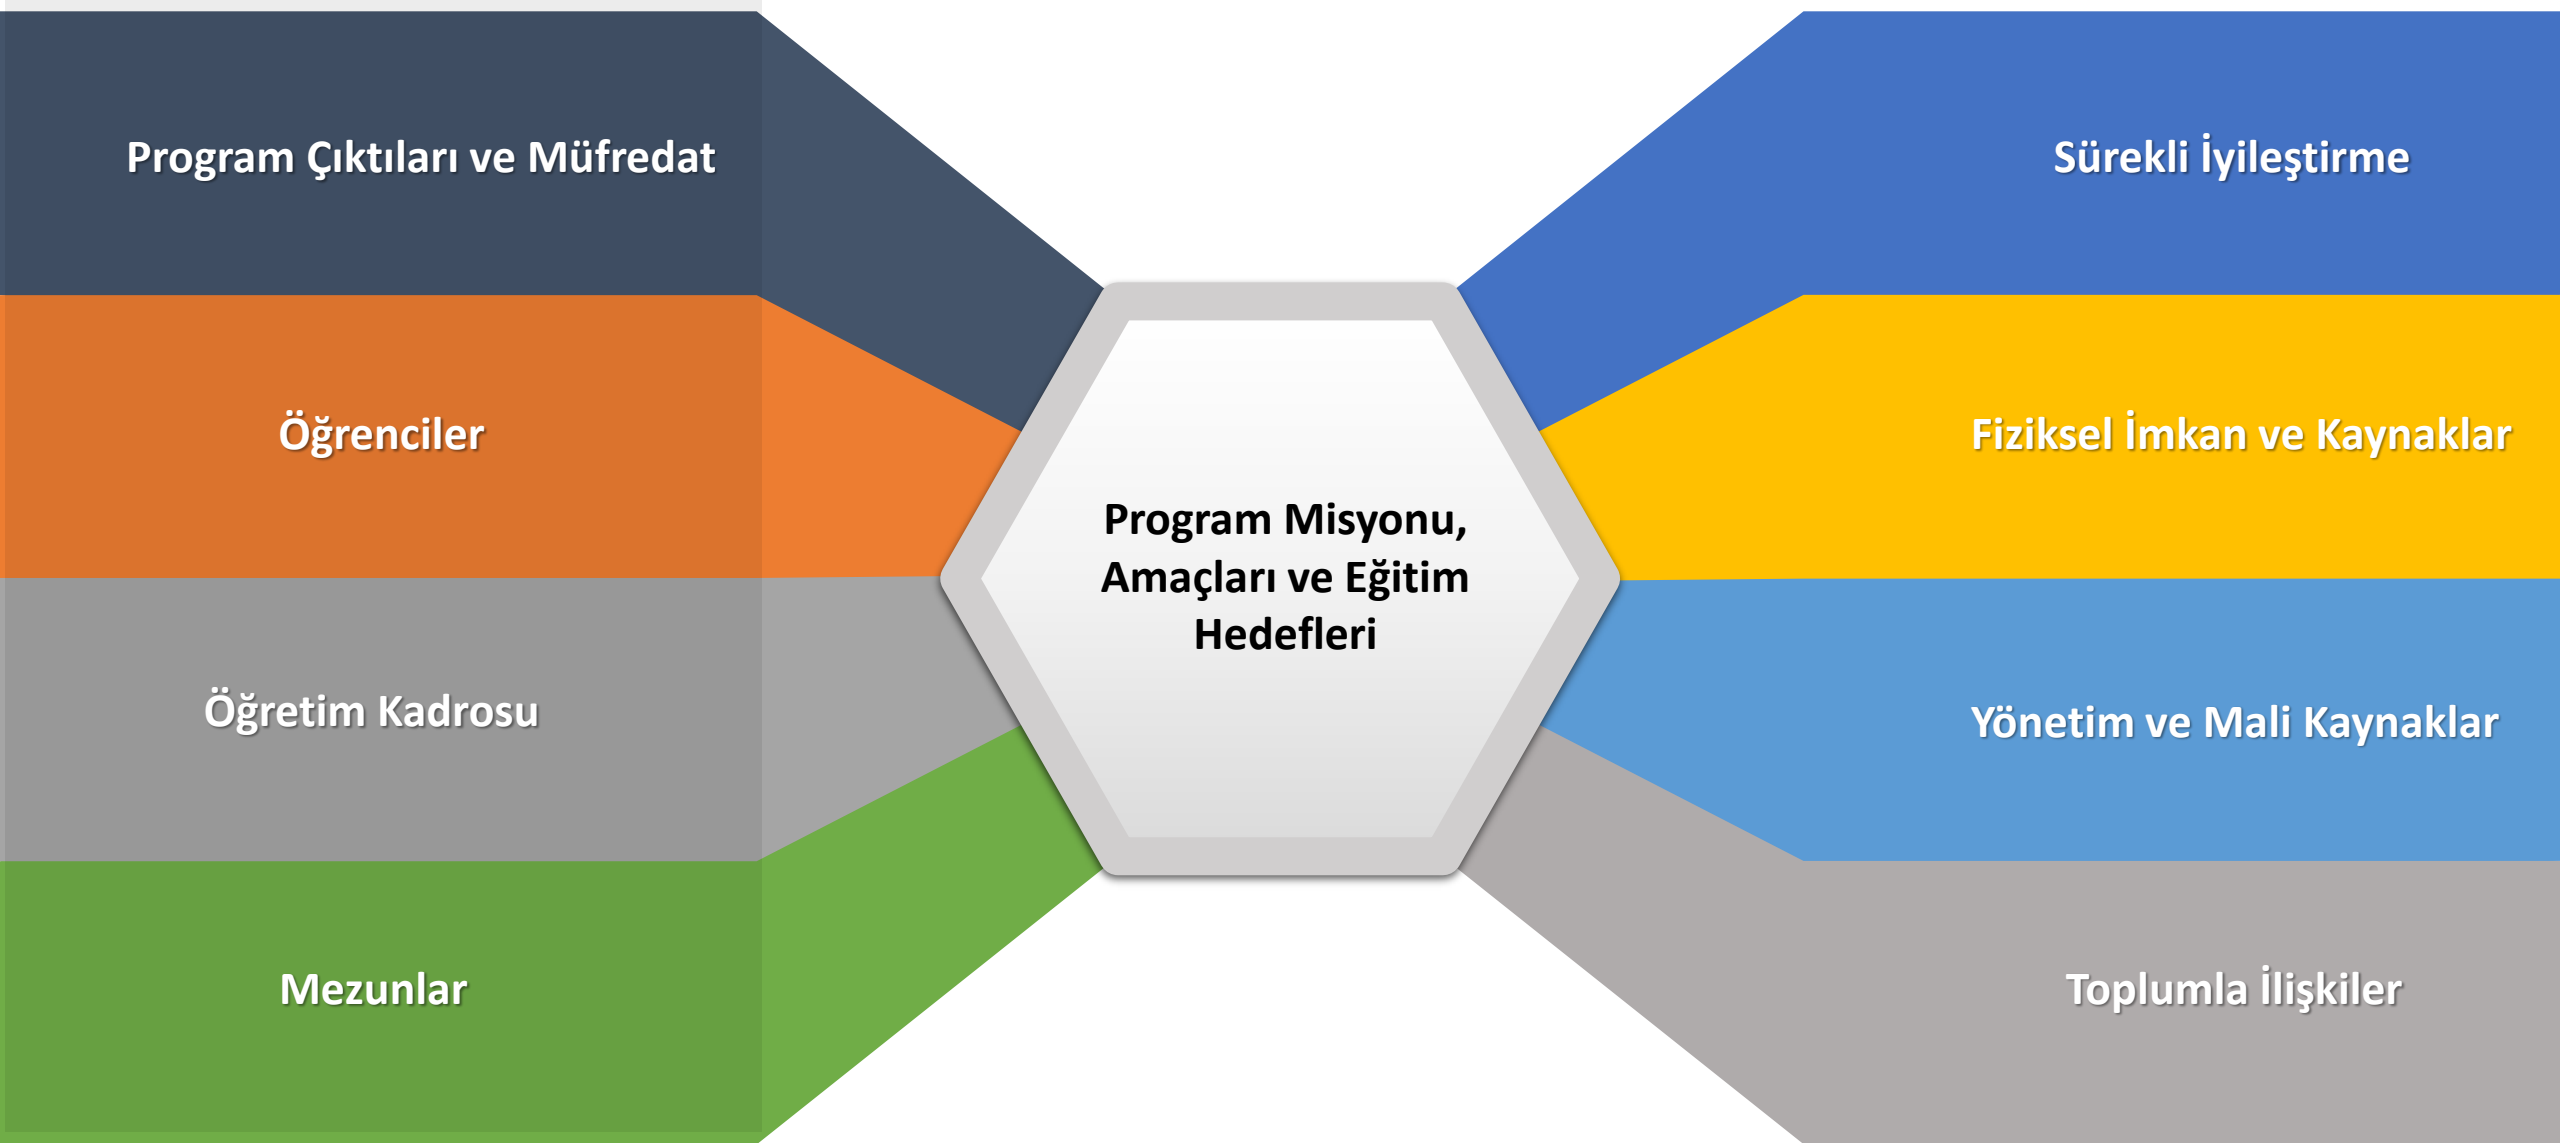 Program Çıktıları ve Müfredat
Öğrenciler
Öğretim Kadrosu
Mezunlar
Program Misyonu,
Amaçları ve Eğitim
Hedefleri
Sürekli İyileştirme
Fiziksel İmkan ve Kaynaklar
Yönetim ve Mali Kaynaklar
Toplumla İlişkiler